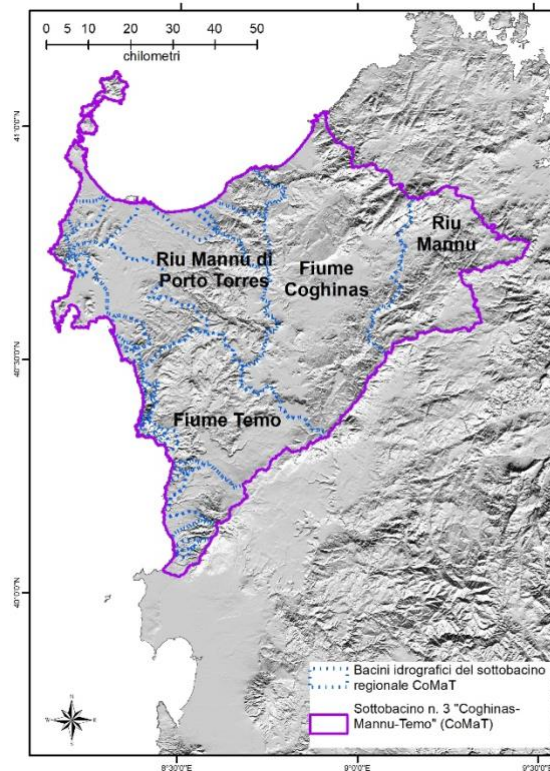 0 5 10 20 30 40 50
chilometri
41°0'0"N
Riu Mannu di
Porto Torres
Fiume
Coghinas
Riu
Mannu
40°30'0"N
Fiume Temo
40°0'0"N
Bacini idrografici del sottobacino
regionale CoMaT
Sottobacino n. 3 "Coghinas-
Mannu-Temo" (CoMaT)
N
W E
S
8°30'0"E 9°0'0"E 9°30'0"E